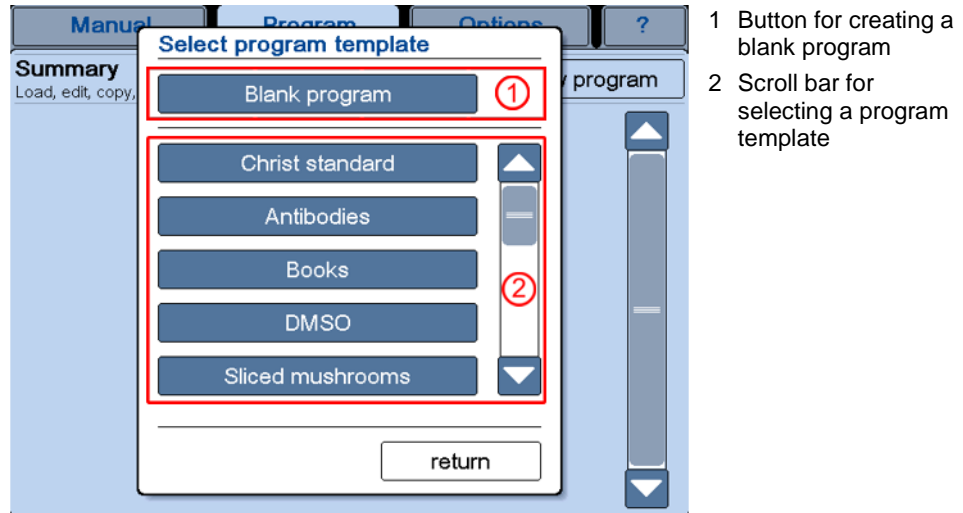 Manual Program Options ?
Select program template
Summary
Load, edit, copy,
program
Blank program
1
Christ standard
Antibodies
Books
2
DMSO
Sliced mushrooms
return
1 Button for creating a
blank program
2 Scroll bar for
selecting a program
template